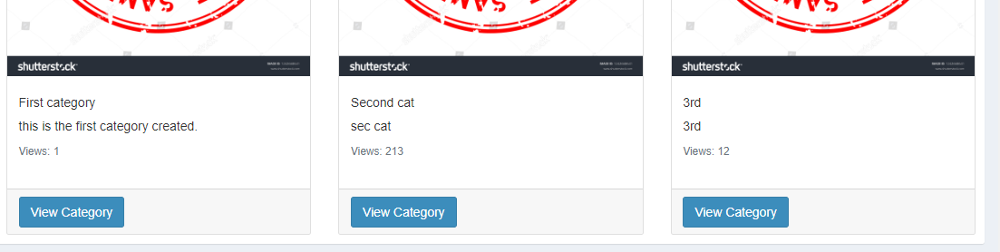 shutterstock
shutterstock
shutterstock
First category
this is the first category created.
Views: 1
View Category
Second cat
sec cat
Views: 213
View Category
3rd
3rd
Views: 12
View Category